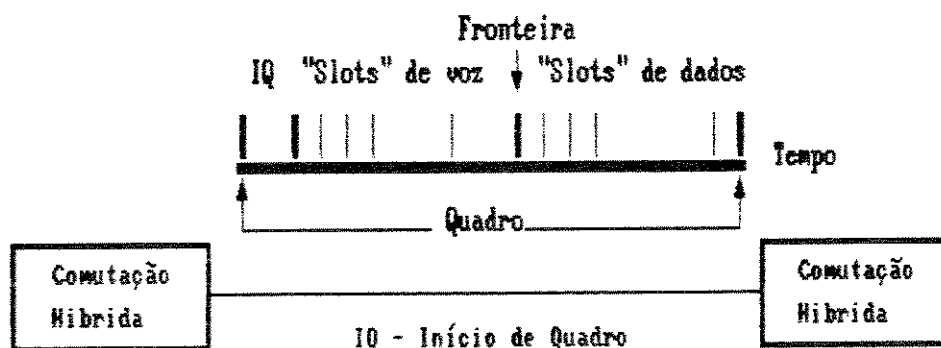 Fronteira
IQ "Slots" de voz "Slots" de dados
Tempo
Quadro
Comutação
Hibrida
Comutação
Hibrida
IQ - Início de Quadro